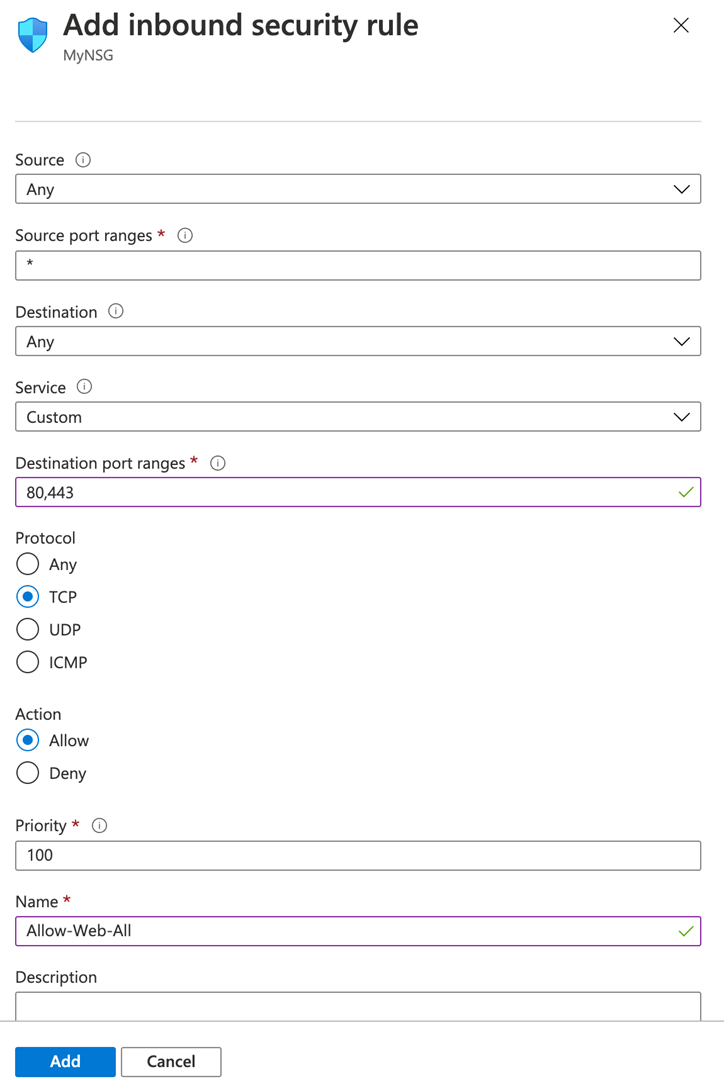 Add inbound security rule
MyNSG
Source
Any
Source port ranges *
*
Destination
Any
Service
Custom
Destination port ranges *
80,443
Protocol
Any
TCP
UDP
ICMP
Action
Allow
Deny
Priority *
100
Name *
Allow-Web-All
Description
Add Cancel